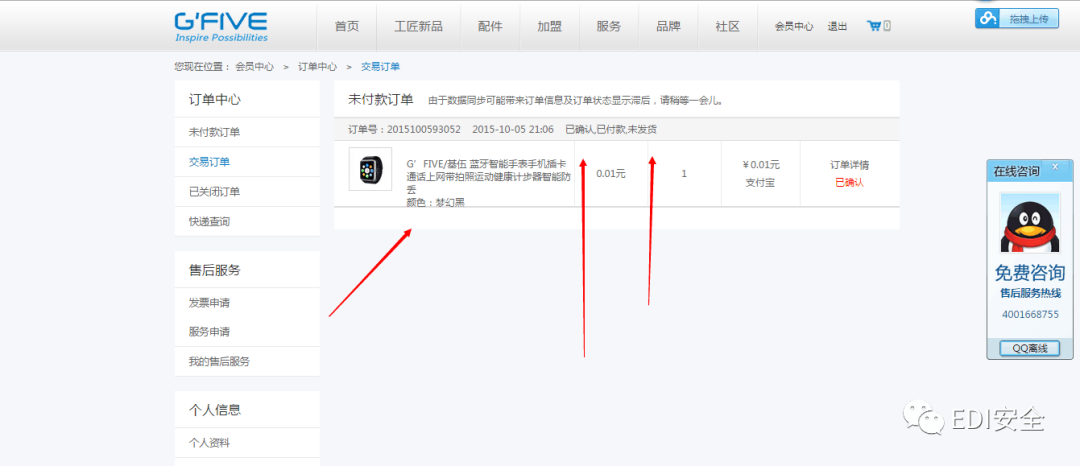 G'FIVE
Inspire Possibilities
首页 工匠新品 配件 加盟 服务 品牌 社区 会员中心 退出 0
拖拽上传
您现在位置： 会员中心 > 订单中心 > 交易订单
订单中心
未付款订单
交易订单
已关闭订单
快递查询
售后服务
发票申请
服务申请
我的售后服务
个人信息
个人资料
未付款订单 由于数据同步可能带来订单信息及订单状态显示滞后，请稍等一会儿。
订单号：2015100593052 2015-10-05 21:06 已确认,已付款,未发货
G’FIVE/基伍 蓝牙智能手表手机插卡
通话上网带拍照运动健康计步器智能防
丢
颜色：梦幻黑
0.01元
1
￥0.01元
支付宝
订单详情
已确认
在线咨询 X
免费咨询
售后服务热线
4001668755
QQ离线
EDI安全